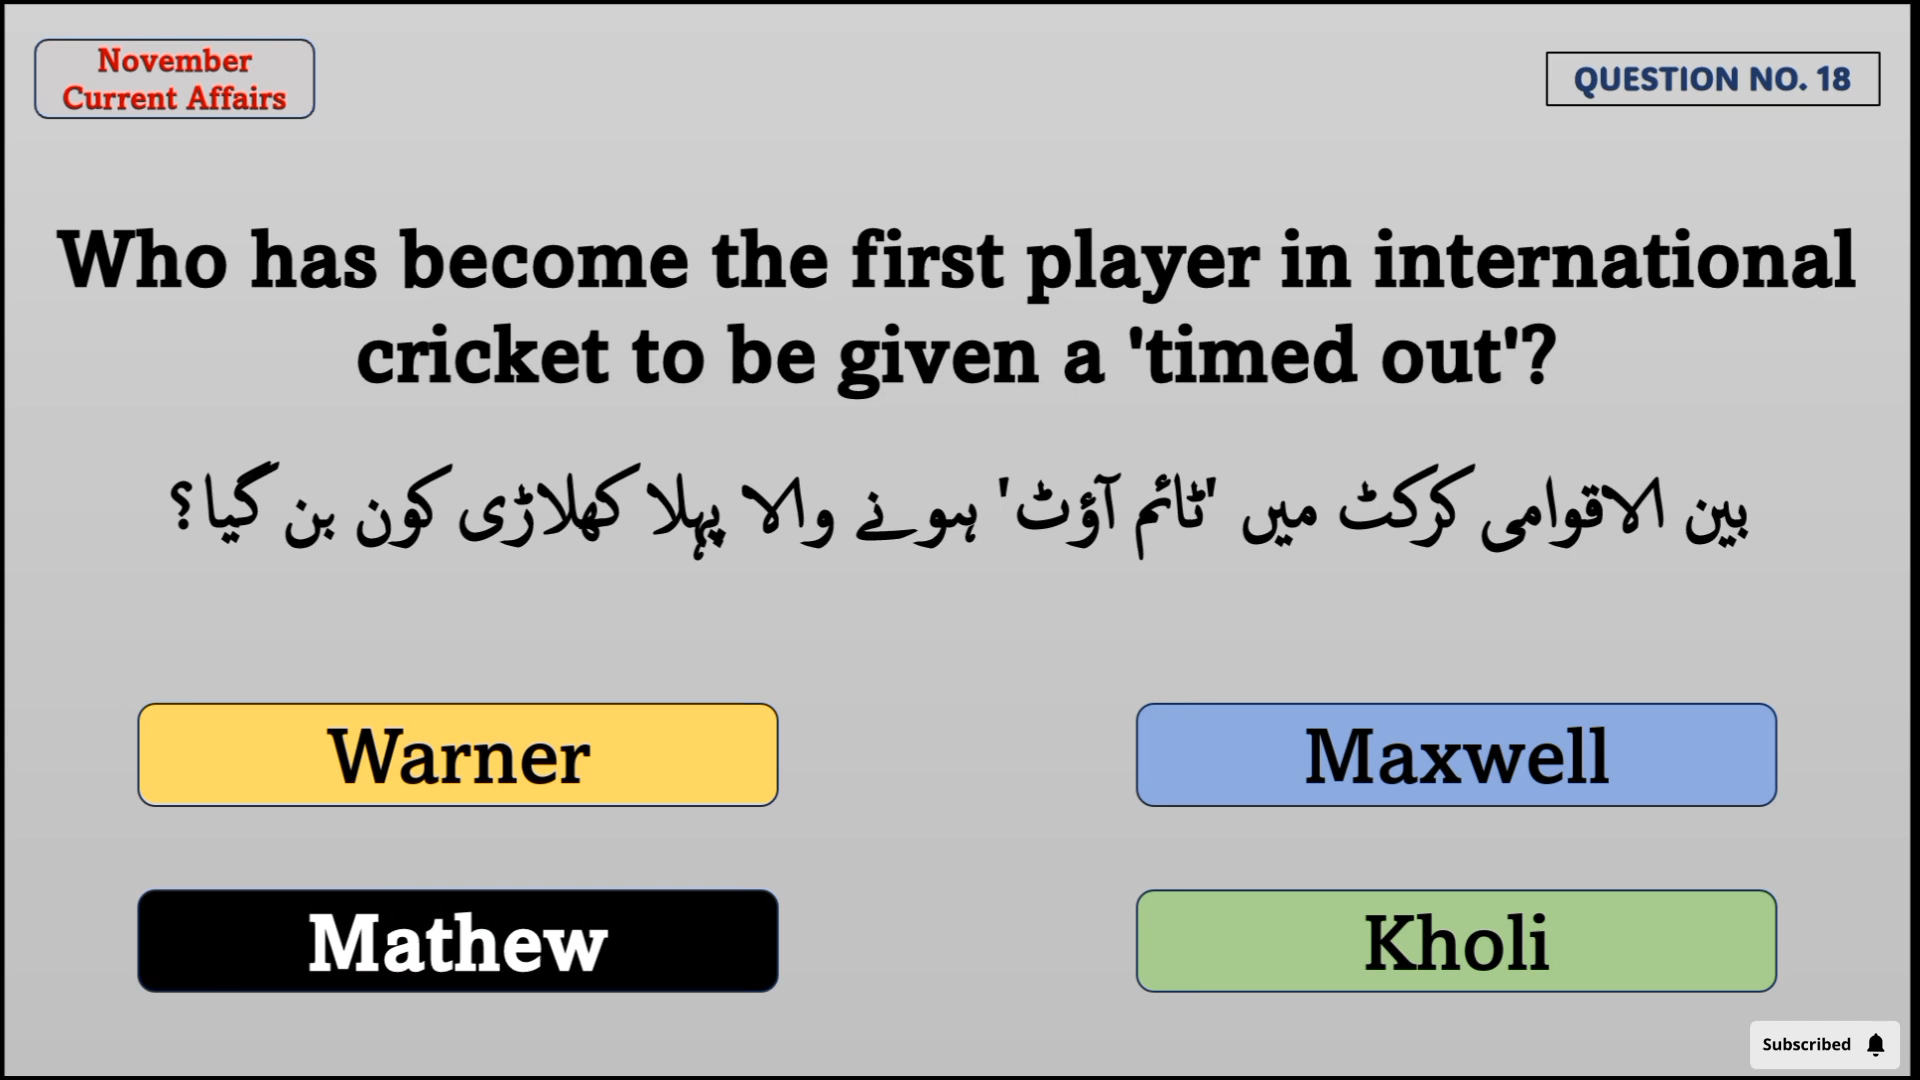 November
Current Affairs
QUESTION NO. 18
Who has become the first player in international
cricket to be given a 'timed out'?
بین الاقوامی کرکٹ میں 'ٹائم آؤٹ' ہونے والا پہلا کھلاڑی کون بن گیا؟
Warner
Maxwell
Mathew
Kholi
Subscribed